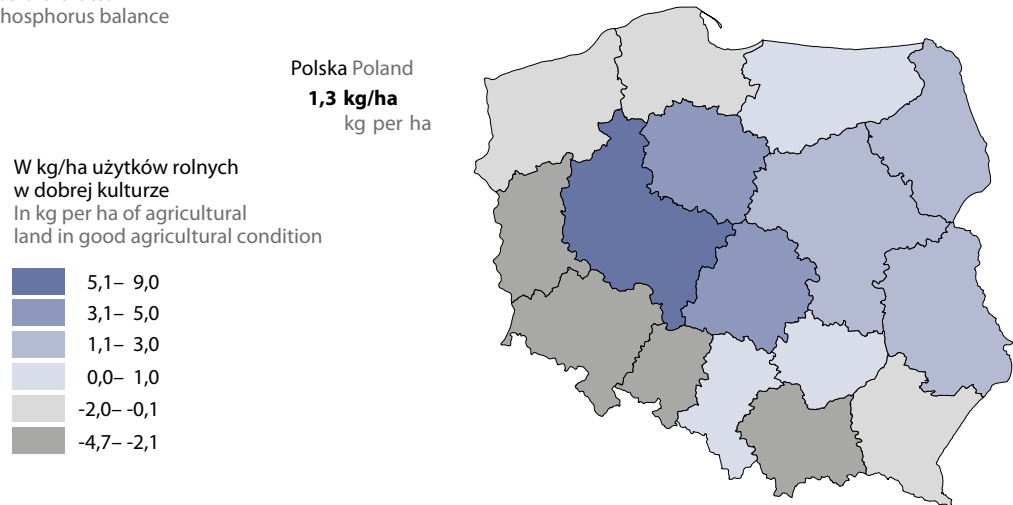 hosphorus balance
Polska Poland
1,3 kg/ha
kg per ha
W kg/ha użytków rolnych
w dobrej kulturze
In kg per ha of agricultural
land in good agricultural condition
5,1– 9,0
3,1– 5,0
1,1– 3,0
0,0– 1,0
-2,0– -0,1
-4,7– -2,1